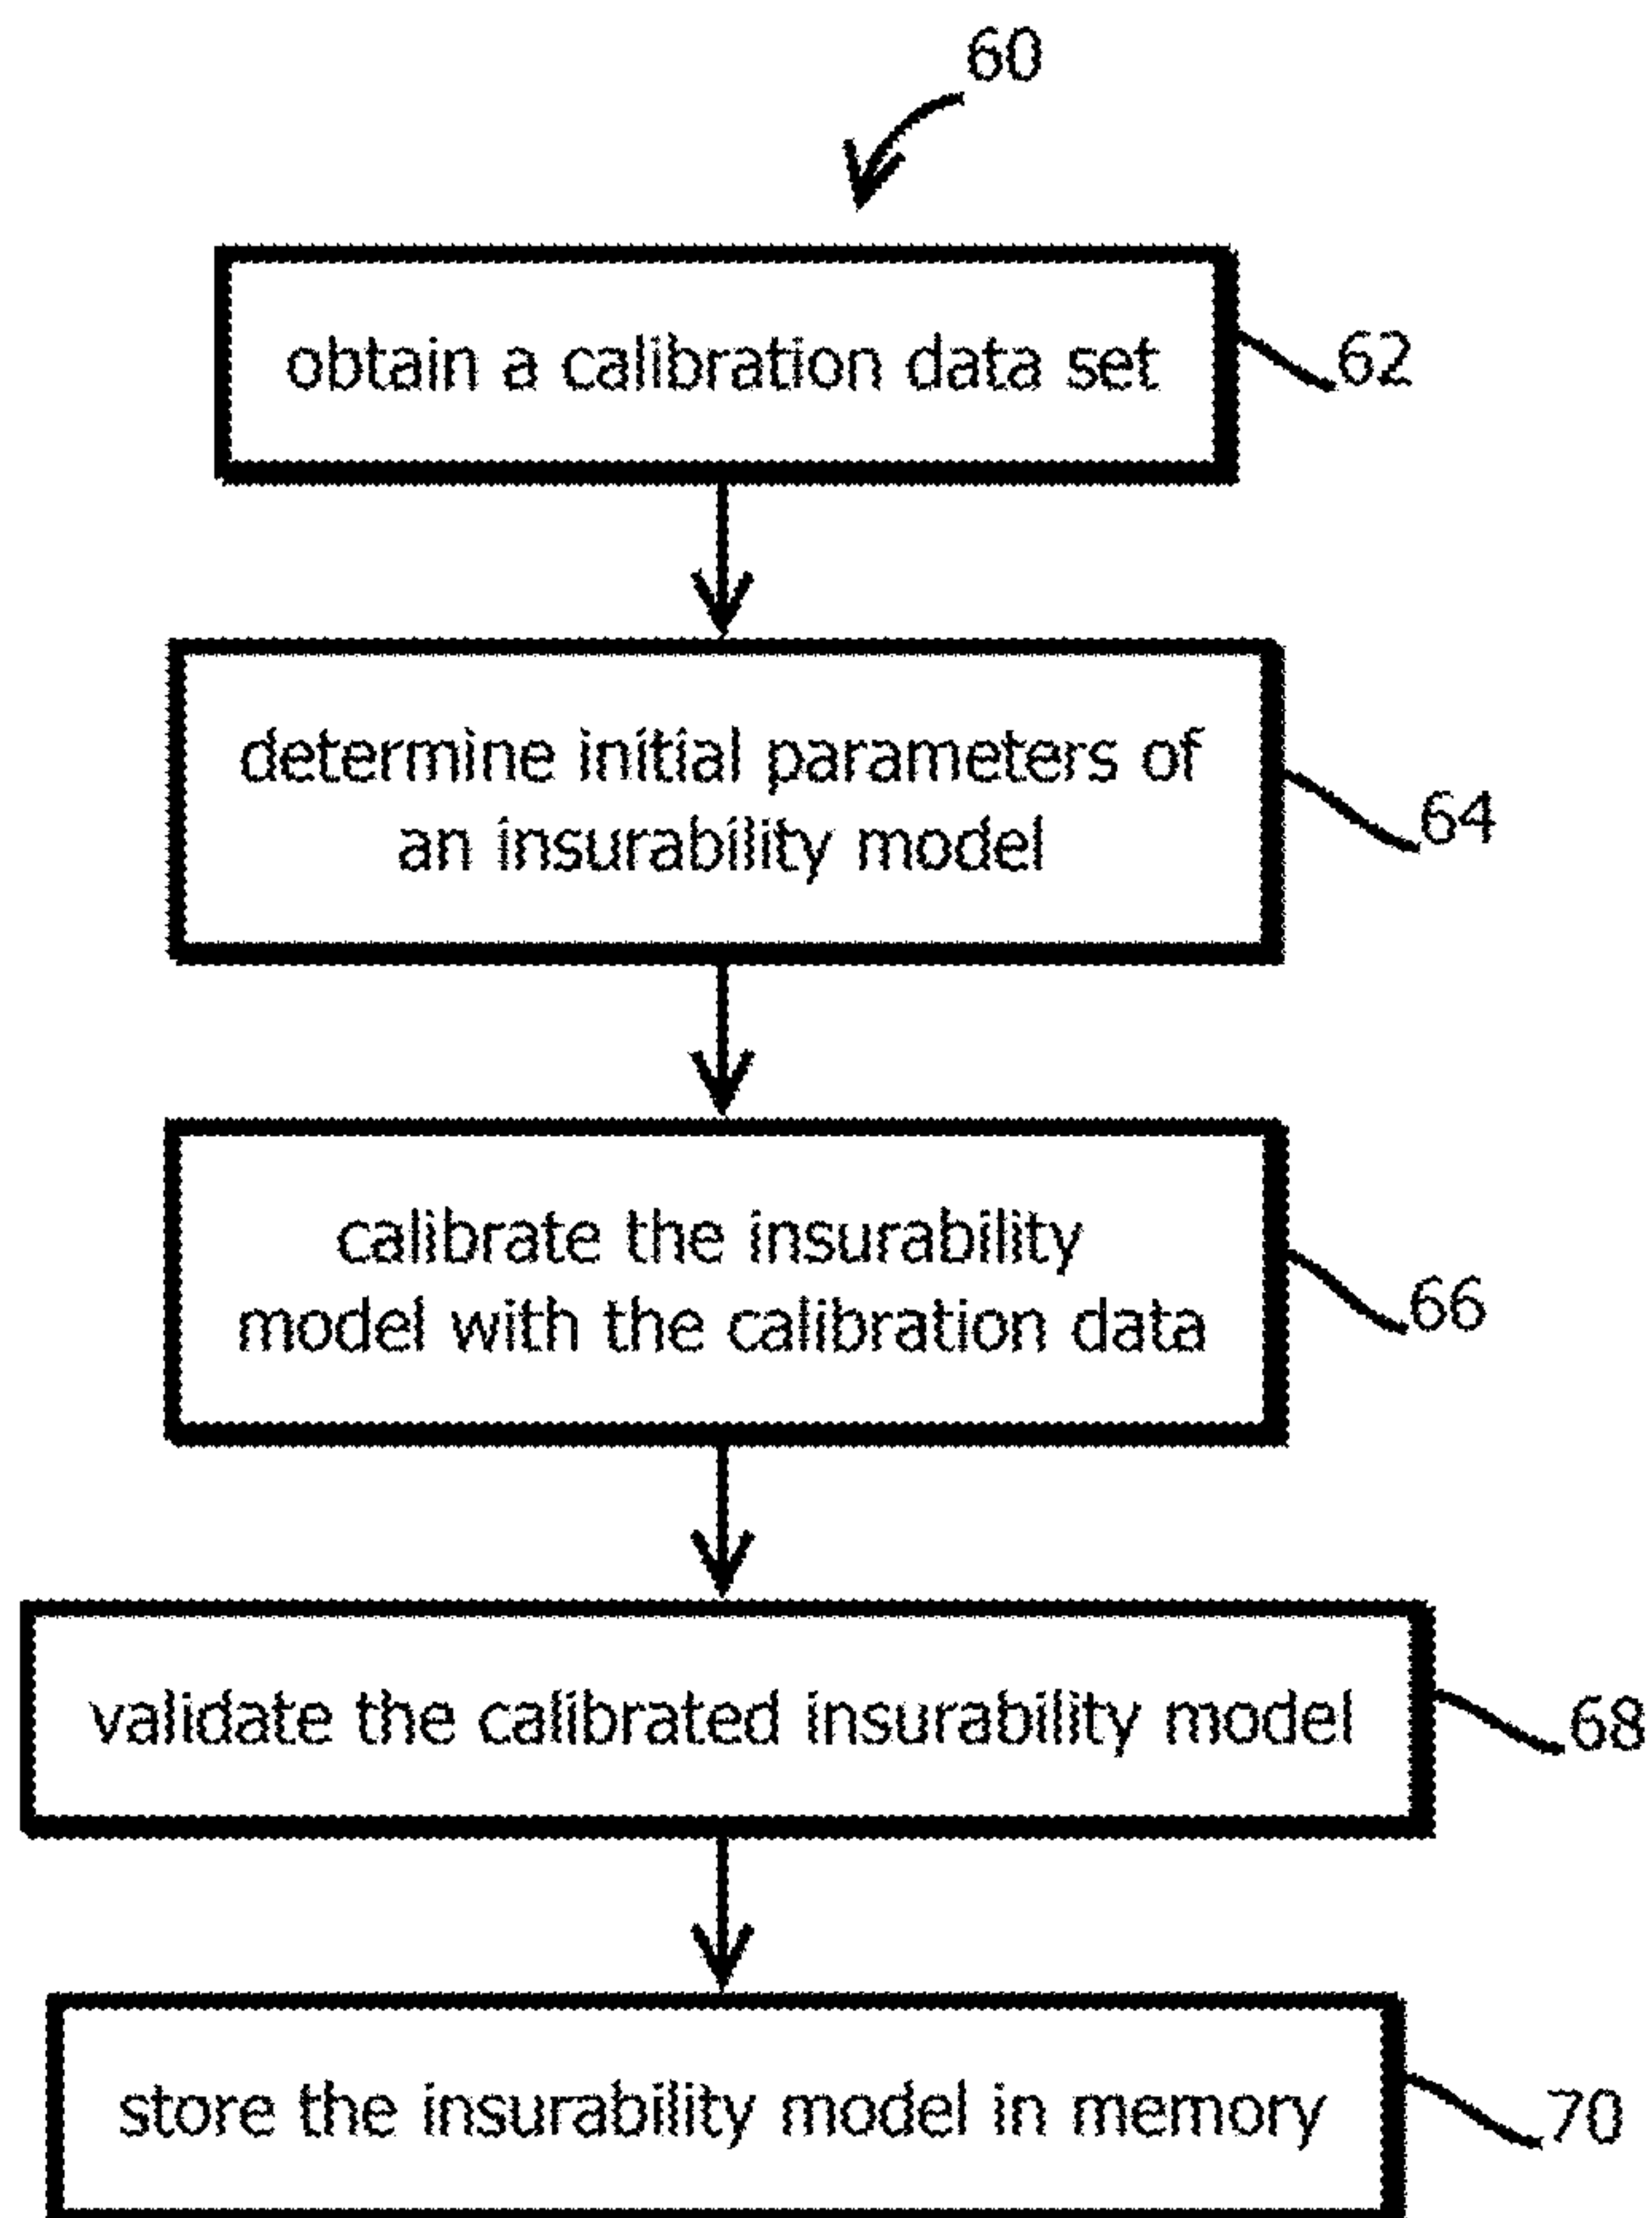 60
obtain a calibration data set
62
determine initial parameters of
an insurability model
64
calibrate the insurability
model with the calibration data
66
validate the calibrated insurability model
68
store the insurability model in memory
70